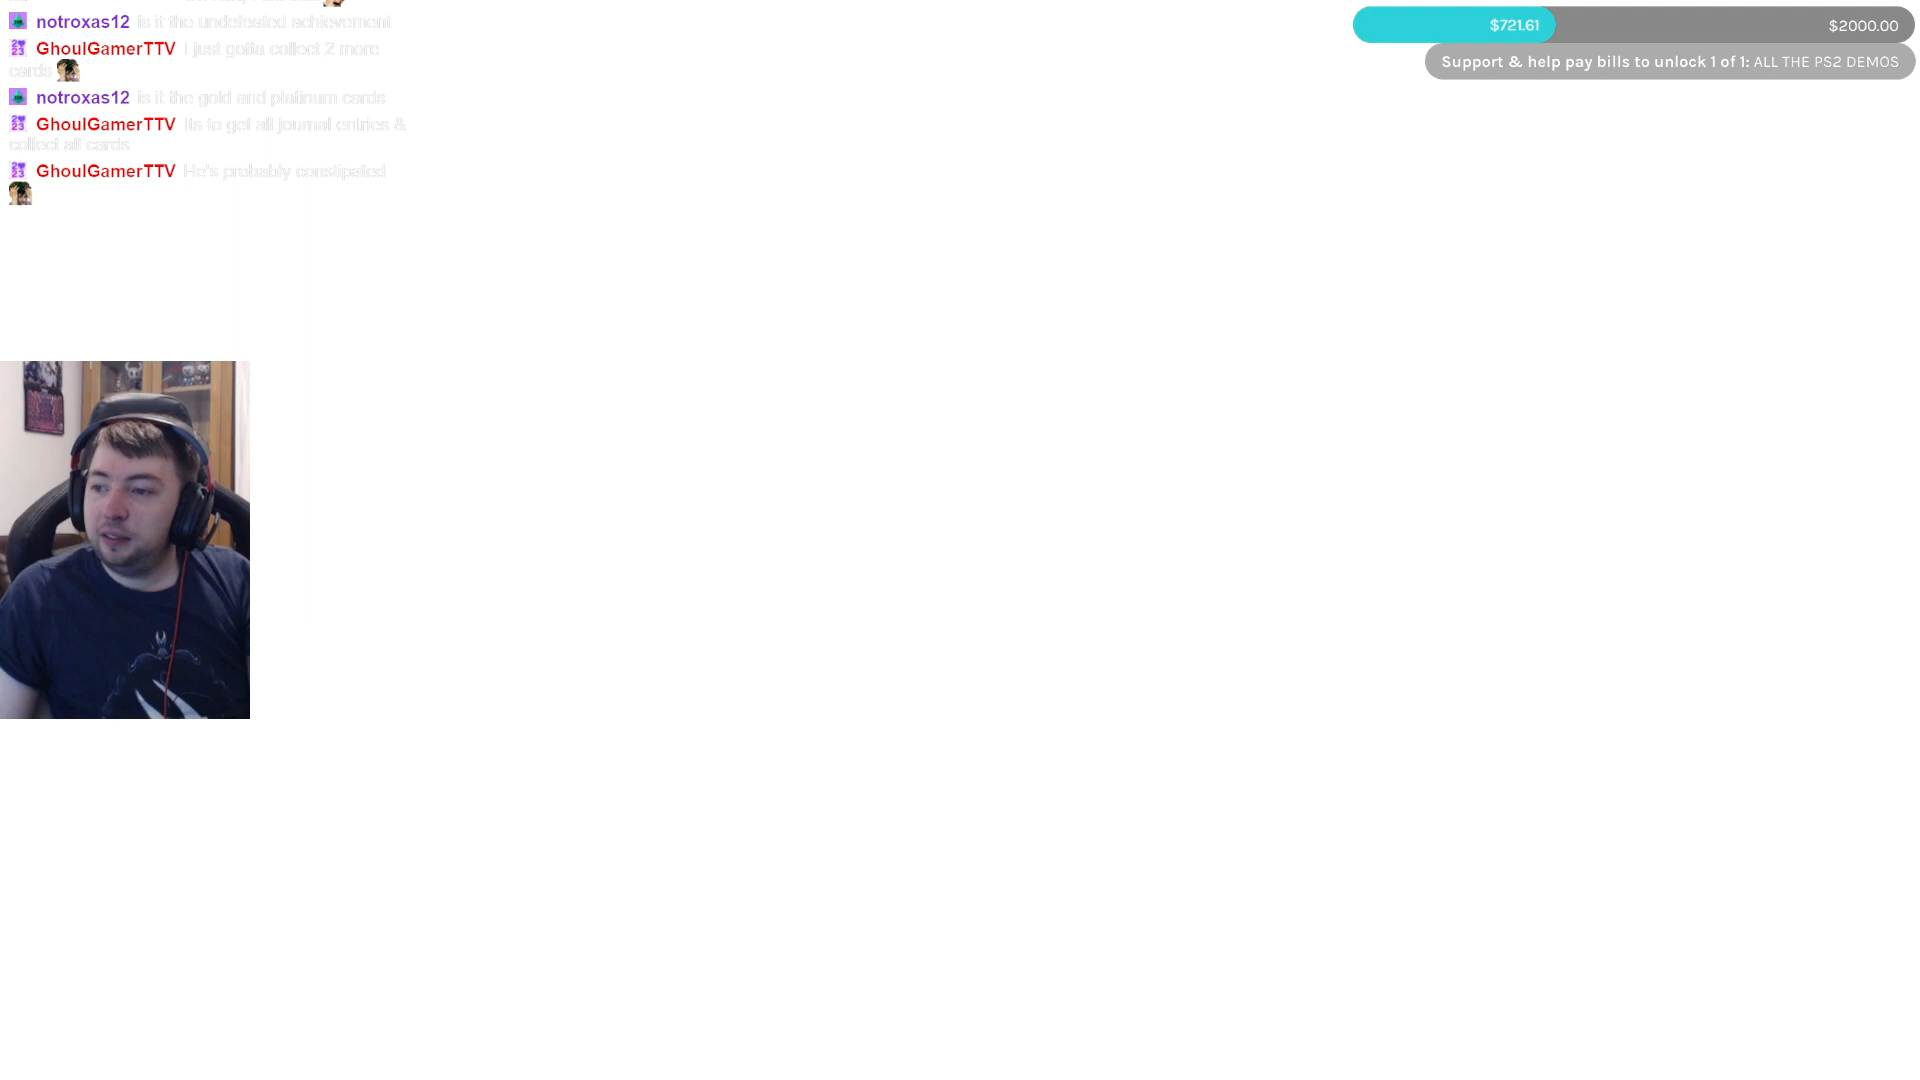 notroxas12 is it the undefeated achievement
GhoulGamerTTV I just gotta collect 2 more
cards
notroxas12 is it the gold and platinum cards
GhoulGamerTTV Its to get all journal entries &
collect all cards
GhoulGamerTTV He's probably constipated
$721.61 $2000.00
Support & help pay bills to unlock 1 of 1: ALL THE PS2 DEMOS